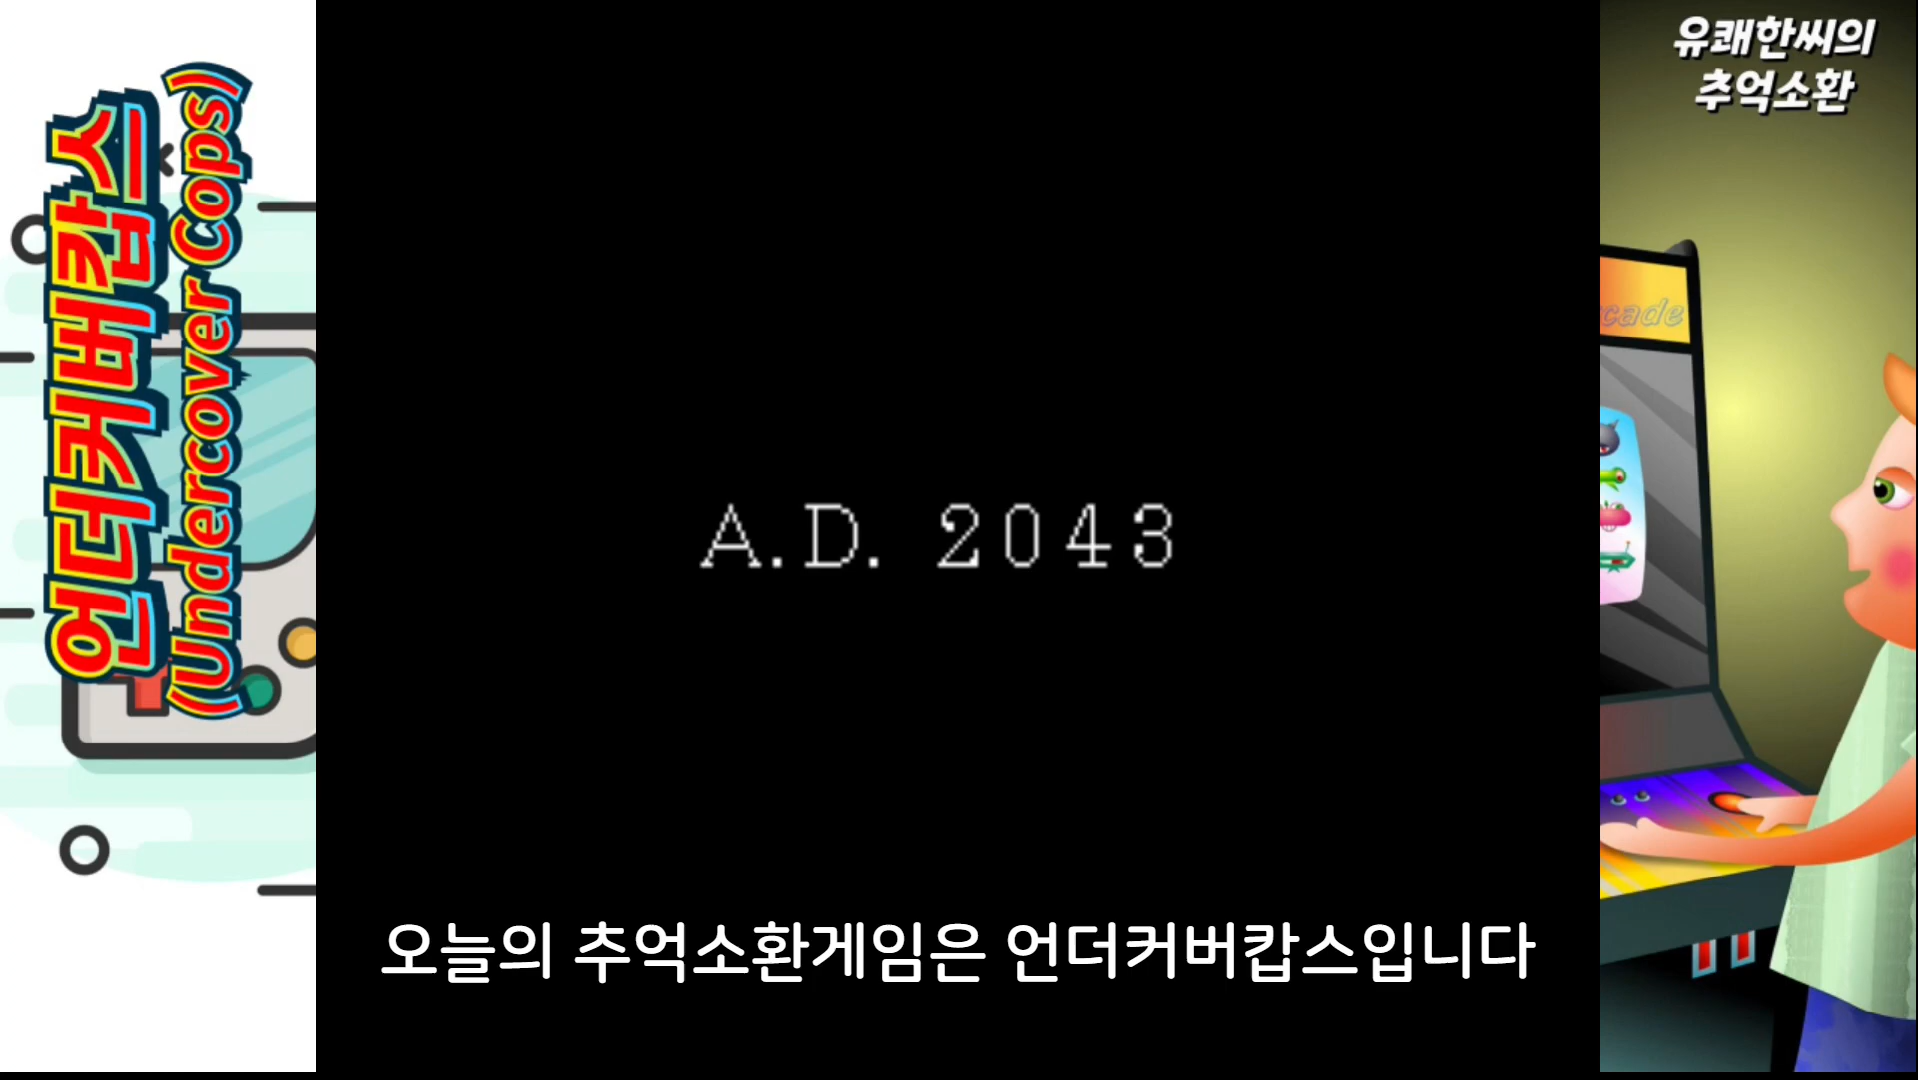 언더커버캅스
(Undercover Cops)
A.D. 2043
오늘의 추억소환게임은 언더커버캅스입니다
유쾌한씨의
추억소환
cade